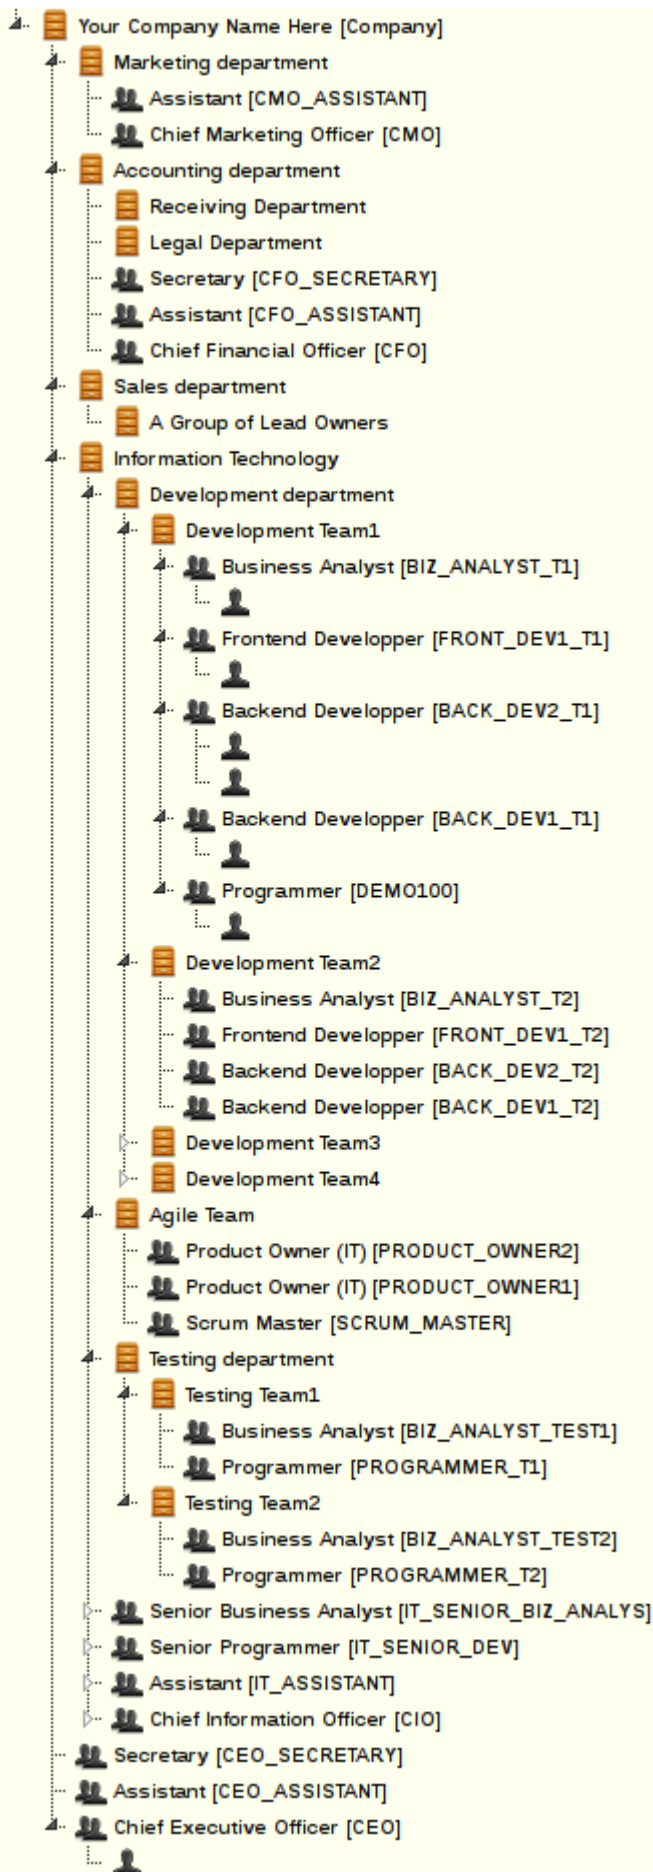 Your Company Name Here [Company]
Marketing department
Assistant [CMO_ASSISTANT]
Chief Marketing Officer [CMO]
Accounting department
Receiving Department
Legal Department
Secretary [CFO_SECRETARY]
Assistant [CFO_ASSISTANT]
Chief Financial Officer [CFO]
Sales department
A Group of Lead Owners
Information Technology
Development department
Development Team1
Business Analyst [BIZ_ANALYST_T1]
Frontend Developper [FRONT_DEV1_T1]
Backend Developper [BACK_DEV2_T1]
Backend Developper [BACK_DEV1_T1]
Programmer [DEMO100]
Development Team2
Business Analyst [BIZ_ANALYST_T2]
Frontend Developper [FRONT_DEV1_T2]
Backend Developper [BACK_DEV2_T2]
Backend Developper [BACK_DEV1_T2]
Development Team3
Development Team4
Agile Team
Product Owner (IT) [PRODUCT_OWNER2]
Product Owner (IT) [PRODUCT_OWNER1]
Scrum Master [SCRUM_MASTER]
Testing department
Testing Team1
Business Analyst [BIZ_ANALYST_TEST1]
Programmer [PROGRAMMER_T1]
Testing Team2
Business Analyst [BIZ_ANALYST_TEST2]
Programmer [PROGRAMMER_T2]
Senior Business Analyst [IT_SENIOR_BIZ_ANALYS]
Senior Programmer [IT_SENIOR_DEV]
Assistant [IT_ASSISTANT]
Chief Information Officer [CIO]
Secretary [CEO_SECRETARY]
Assistant [CEO_ASSISTANT]
Chief Executive Officer [CEO]